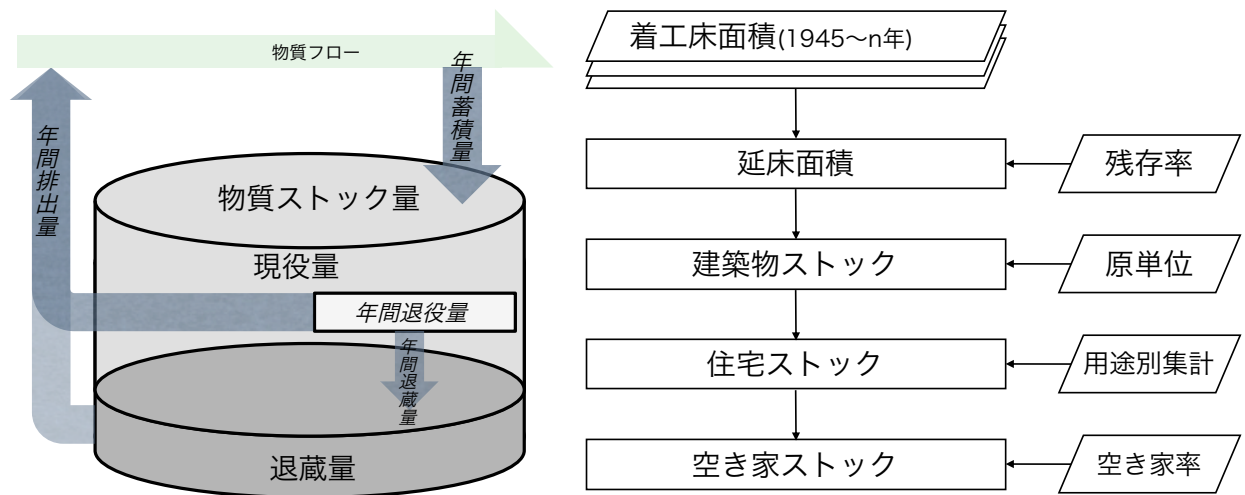 物質フロー
年間蓄積量
年間排出量
物質ストック量
現役量
年間退役量
年間退蔵量
退蔵量
着工床面積(1945〜n年)
延床面積
残存率
建築物ストック
原単位
住宅ストック
用途別集計
空き家ストック
空き家率